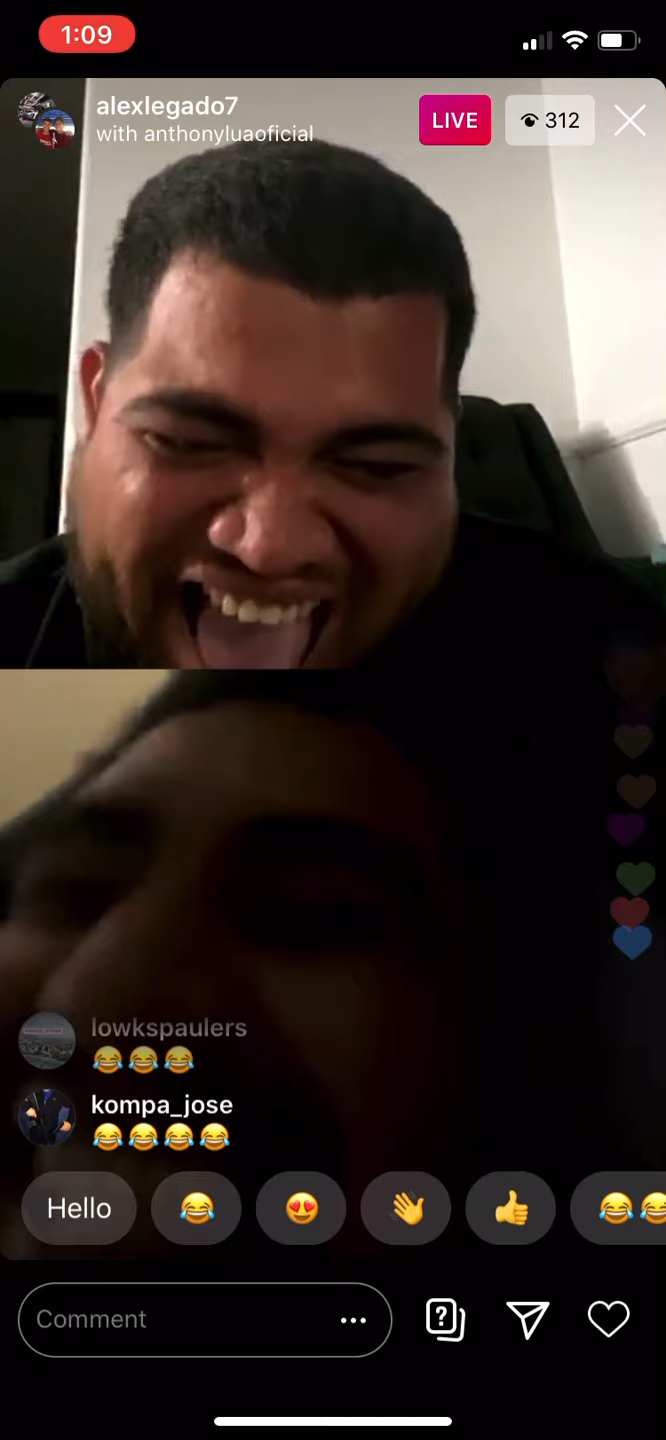 1:09
alexlegado7
with anthonyluaoficial
LIVE
312
lowkspaulers
😂😂😂
kompa_jose
😂😂😂😂
Hello 😂 😍 👋 👍 😂😂
Comment